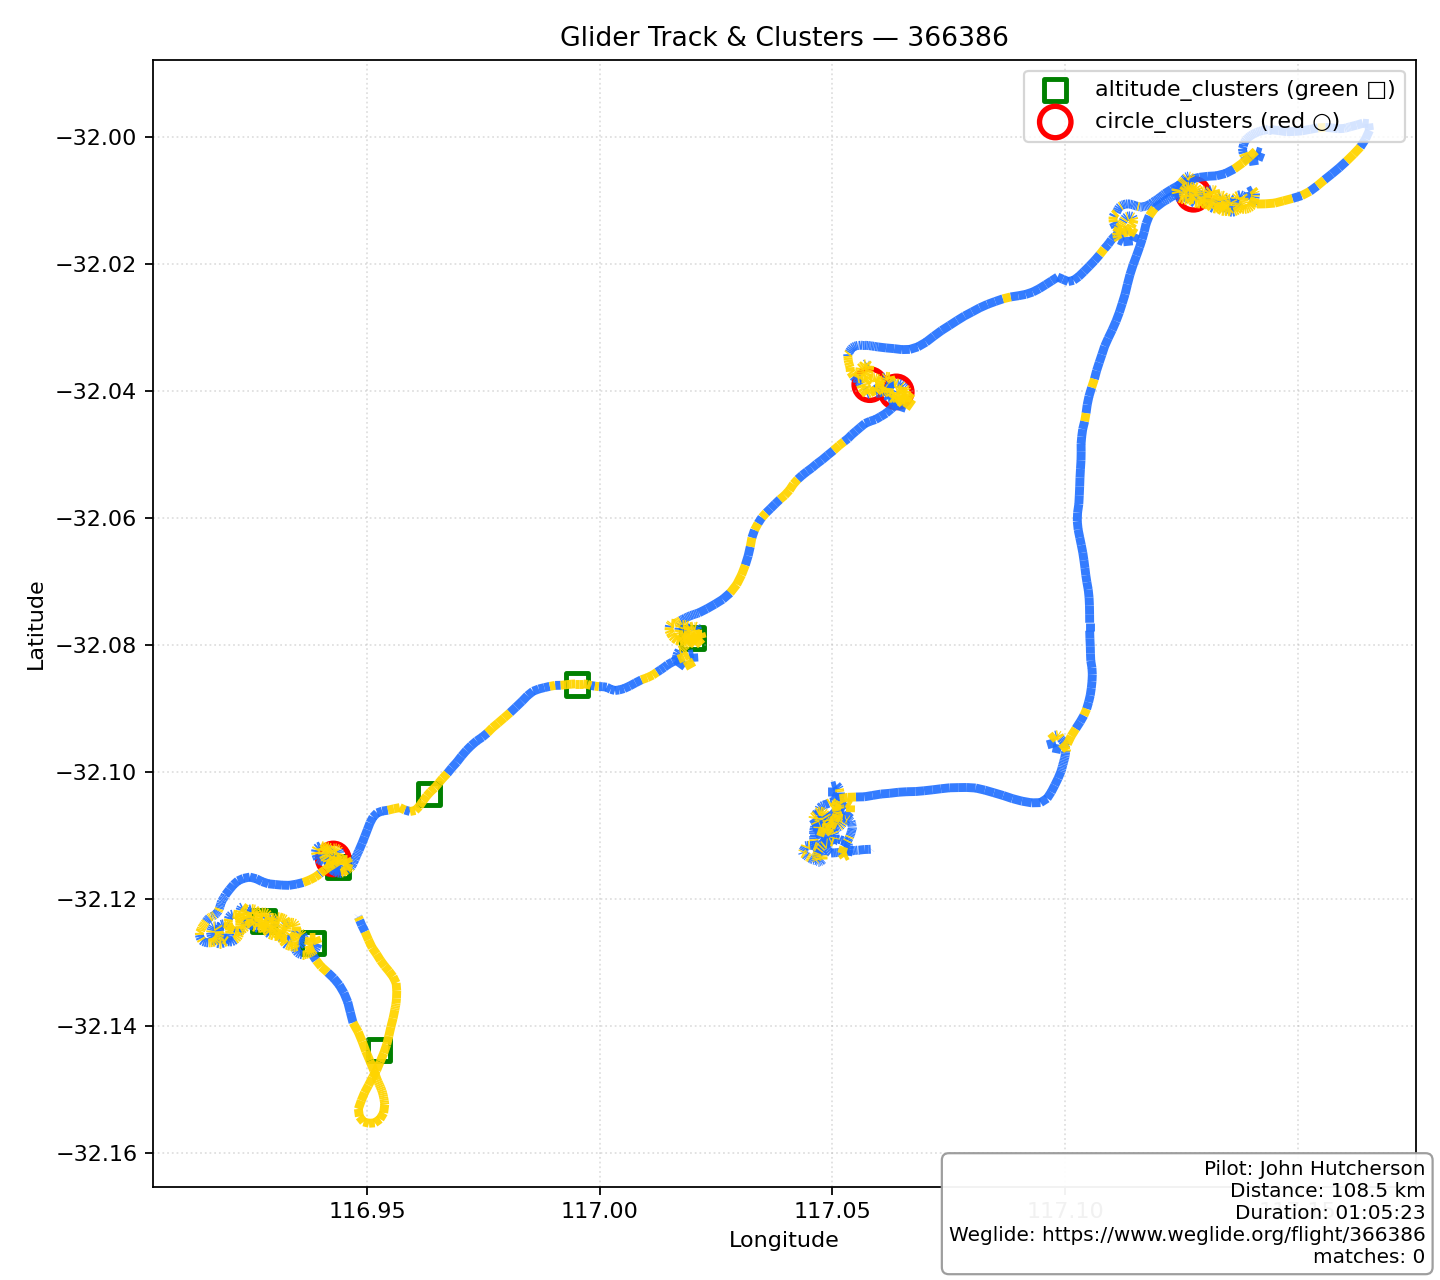 Glider Track & Clusters — 366386
altitude_clusters (green □)
circle_clusters (red ○)
−32.00
−32.02
−32.04
−32.06
−32.08
−32.10
−32.12
−32.14
−32.16
Latitude
116.95
117.00
117.05
117.10
Longitude
Pilot: John Hutcherson
Distance: 108.5 km
Duration: 01:05:23
Weglide: https://www.weglide.org/flight/366386
matches: 0